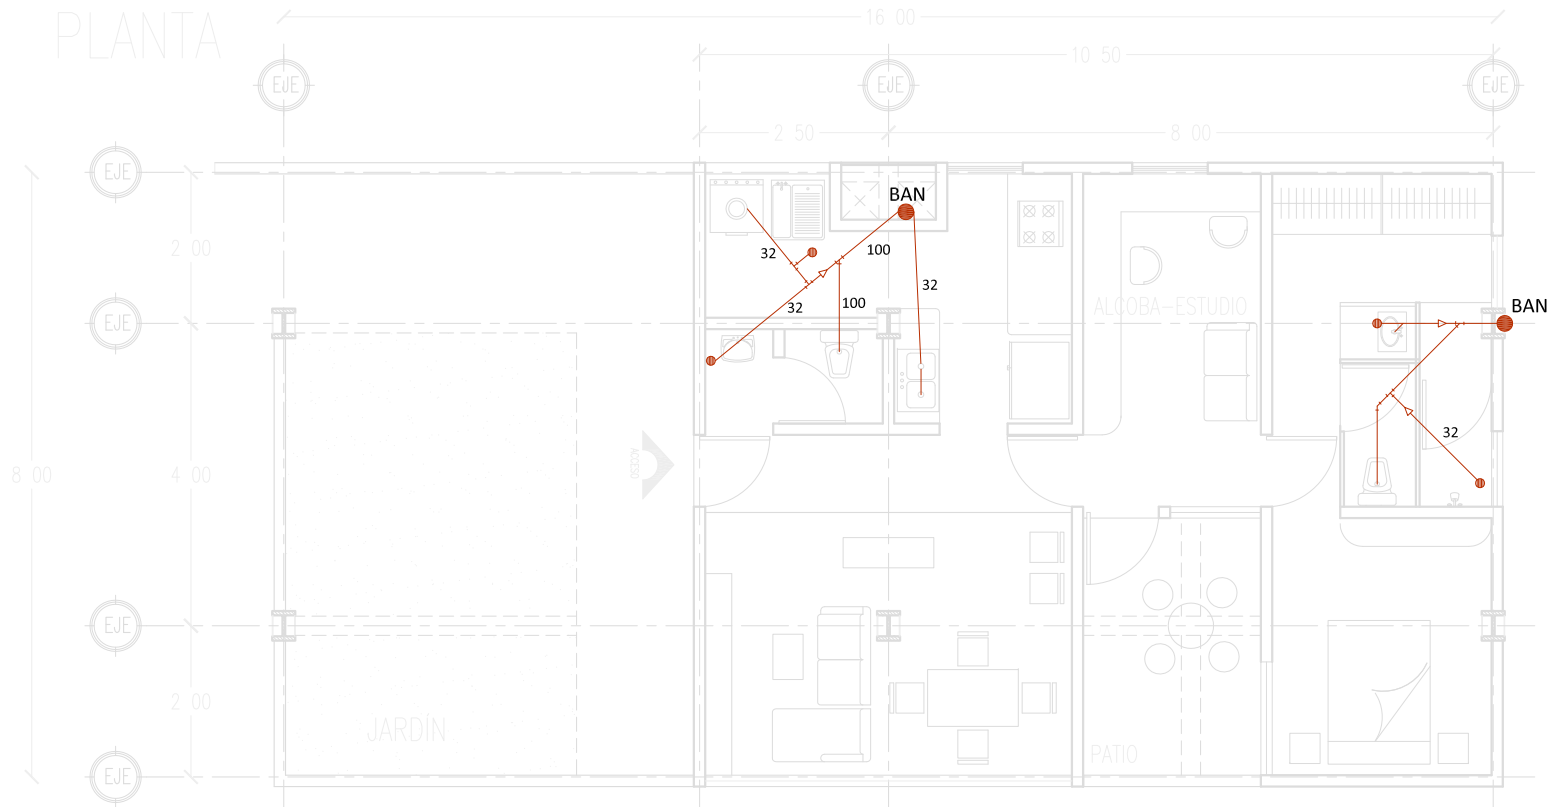 PLANTA
16 00
10 50
EJE
EJE
EJE
2 50
8 00
EJE
BAN
2 00
32
100
32
32
100
ALCOBA-ESTUDIO
BAN
EJE
32
ACCESO
8 00
4 00
EJE
2 00
JARDÍN
PATIO
EJE